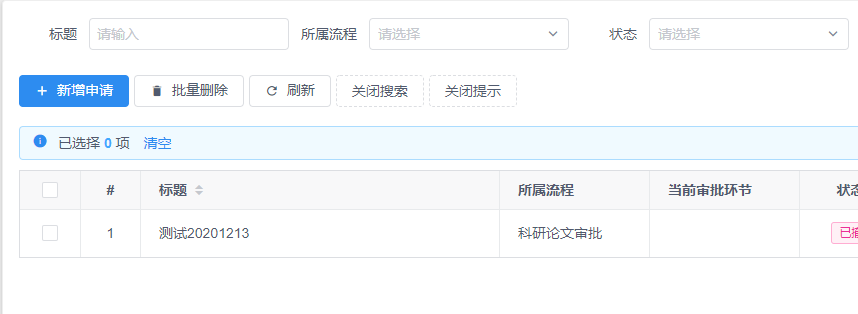 标题 请输入 所属流程 请选择 状态 请选择
新增申请 批量删除 刷新 关闭搜索 关闭提示
已选择 0 项 清空
# 标题 所属流程 当前审批环节 状态
1 测试20201213 科研论文审批 已